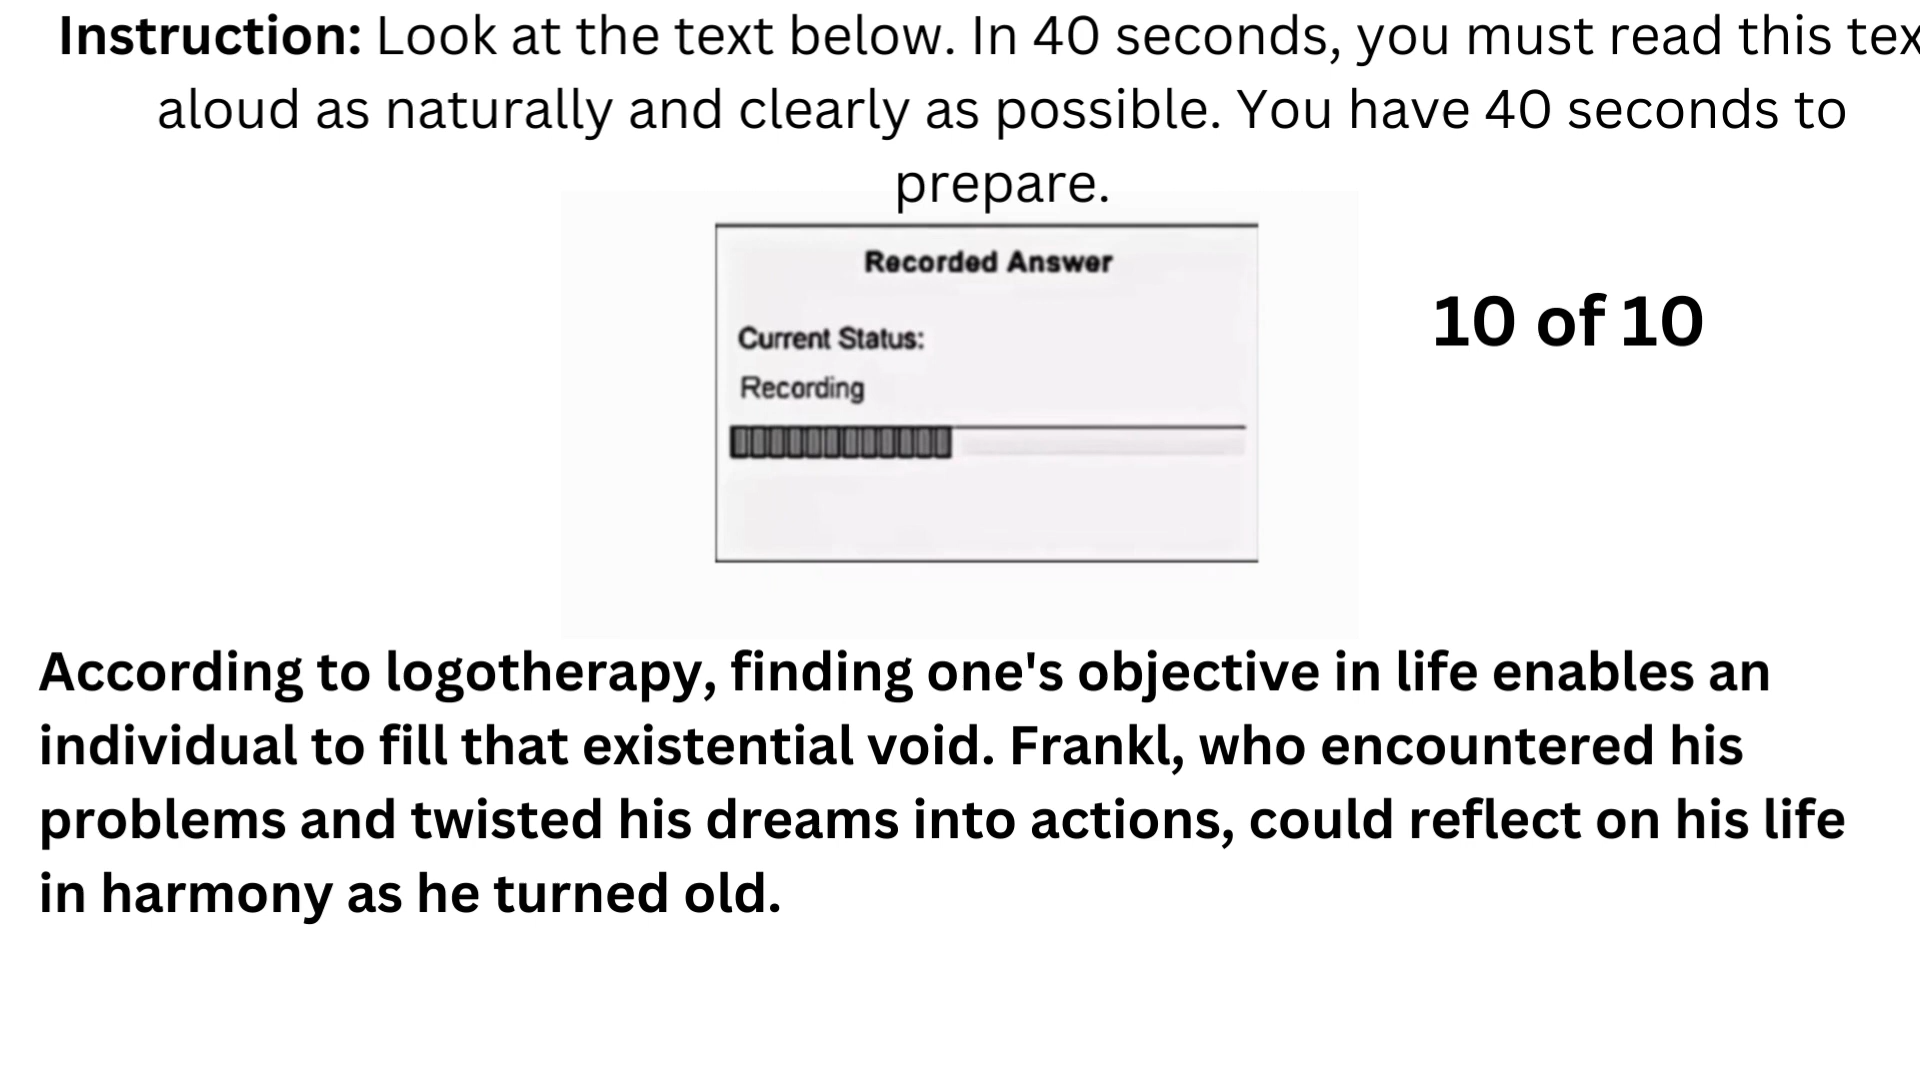 Instruction: Look at the text below. In 40 seconds, you must read this tex
aloud as naturally and clearly as possible. You have 40 seconds to
prepare.
Recorded Answer
Current Status:
Recording
10 of 10
According to logotherapy, finding one's objective in life enables an
individual to fill that existential void. Frankl, who encountered his
problems and twisted his dreams into actions, could reflect on his life
in harmony as he turned old.